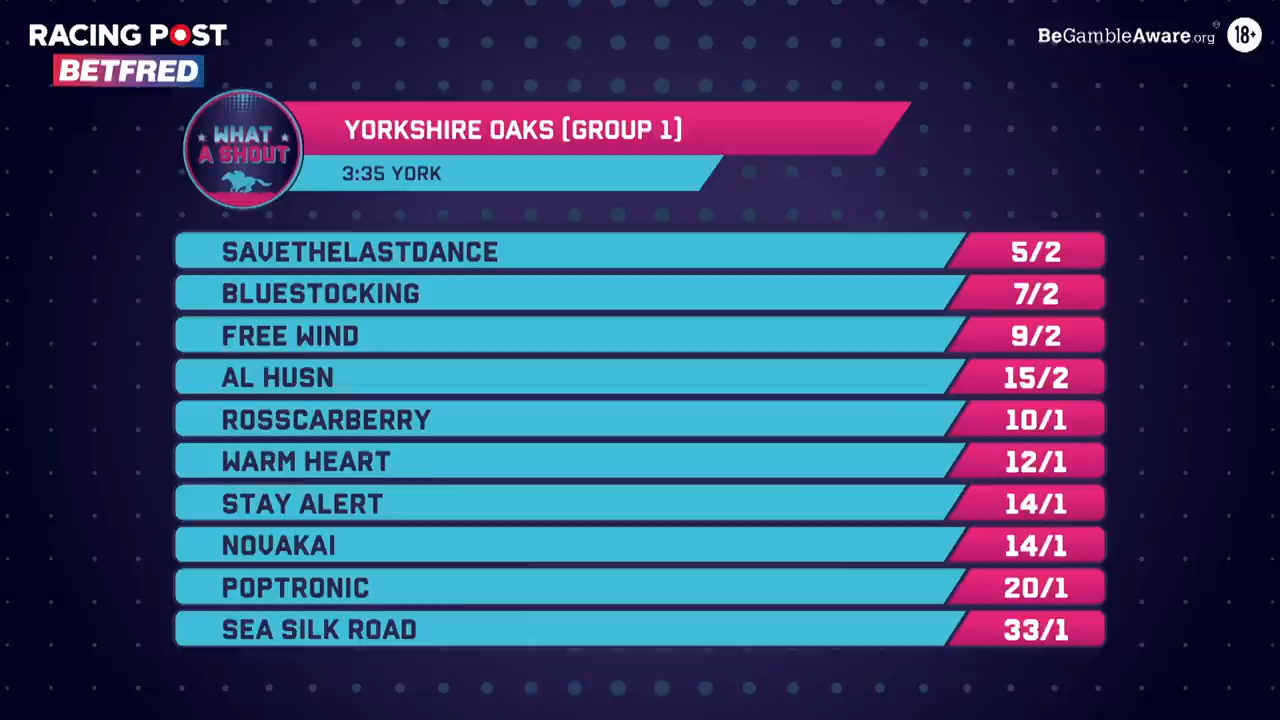 RACING POST
BETFRED
BeGambleAware.org® 18+
WHAT
A SHOUT
YORKSHIRE OAKS (GROUP 1)
3:35 YORK
SAVETHELASTDANCE 5/2
BLUESTOCKING 7/2
FREE WIND 9/2
AL HUSN 15/2
ROSSCARBERRY 10/1
WARM HEART 12/1
STAY ALERT 14/1
NOVAKAI 14/1
POPTRONIC 20/1
SEA SILK ROAD 33/1